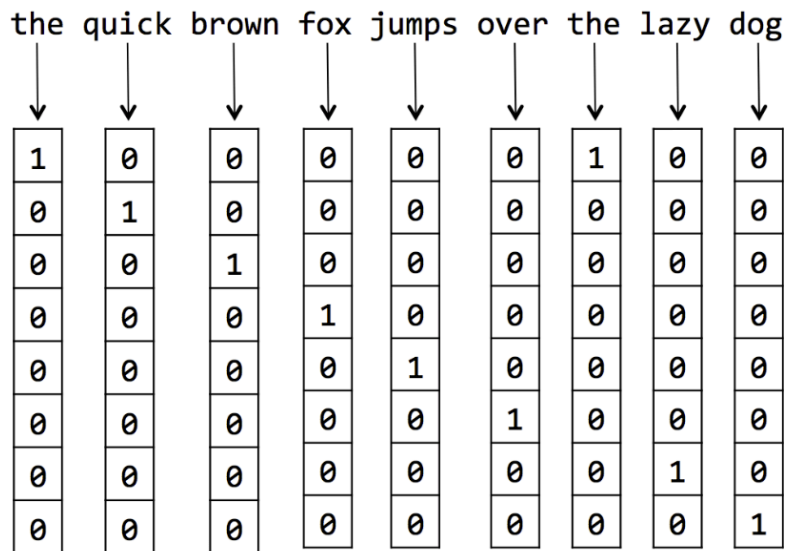 the quick brown fox jumps over the lazy dog
1 0 0 0 0 0 1 0 0
0 1 0 0 0 0 0 0 0
0 0 1 0 0 0 0 0 0
0 0 0 1 0 0 0 0 0
0 0 0 0 1 0 0 0 0
0 0 0 0 0 1 0 0 0
0 0 0 0 0 0 0 1 0
0 0 0 0 0 0 0 0 1